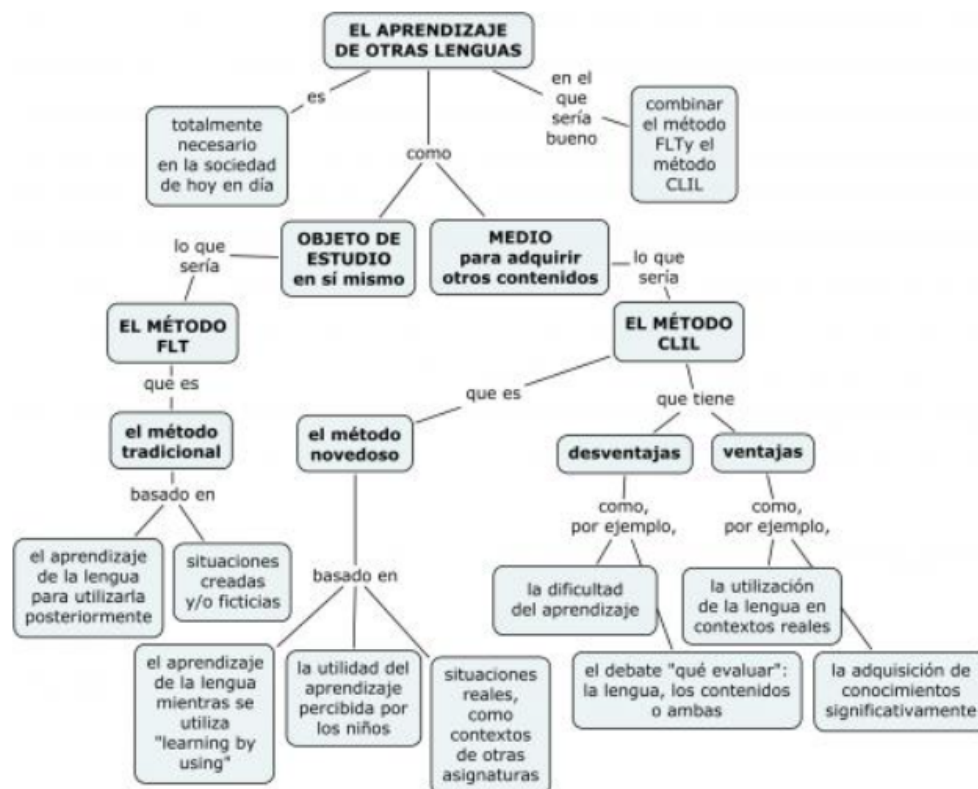 EL APRENDIZAJE
DE OTRAS LENGUAS
es
totalmente
necesario
en la sociedad
de hoy en día
como
en el
que
sería
bueno
combinar
el método
FLTy el
método
CLIL
OBJETO DE
ESTUDIO
en sí mismo
MEDIO
para adquirir
otros contenidos
lo que
sería
EL MÉTODO
FLT
que es
el método
tradicional
basado en
el aprendizaje
de la lengua
para utilizarla
posteriormente
situaciones
creadas
y/o ficticias
lo que
sería
EL MÉTODO
CLIL
que es
el método
novedoso
basado en
el aprendizaje
de la lengua
mientras se
utiliza
"learning by
using"
la utilidad del
aprendizaje
percibida por
los niños
situaciones
reales,
como
contextos
de otras
asignaturas
que tiene
desventajas
como,
por ejemplo,
la dificultad
del aprendizaje
el debate "qué evaluar":
la lengua, los contenidos
o ambas
ventajas
como,
por ejemplo,
la utilización
de la lengua en
contextos reales
la adquisición de
conocimientos
significativamente